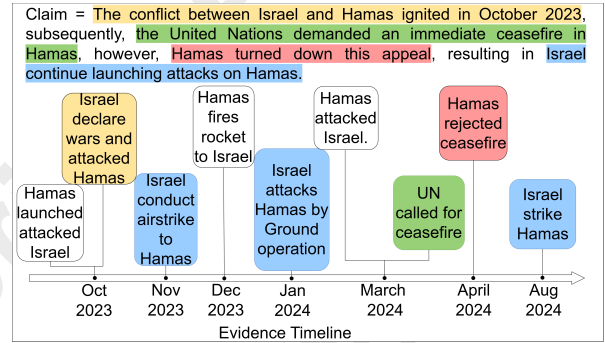 Claim = The conflict between Israel and Hamas ignited in October 2023,
subsequently, the United Nations demanded an immediate ceasefire in
Hamas, however, Hamas turned down this appeal, resulting in Israel
continue launching attacks on Hamas.
Hamas
launched
attacked
Israel
Israel
declare
wars and
attacked
Hamas
Israel
conduct
airstrike
to
Hamas
Hamas
fires
rocket
to Israel
Israel
attacks
Hamas by
Ground
operation
Hamas
attacked
Israel.
UN
called for
ceasefire
Hamas
rejected
ceasefire
Israel
strike
Hamas
Oct
2023
Nov
2023
Dec
2023
Jan
2024
March
2024
April
2024
Aug
2024
Evidence Timeline